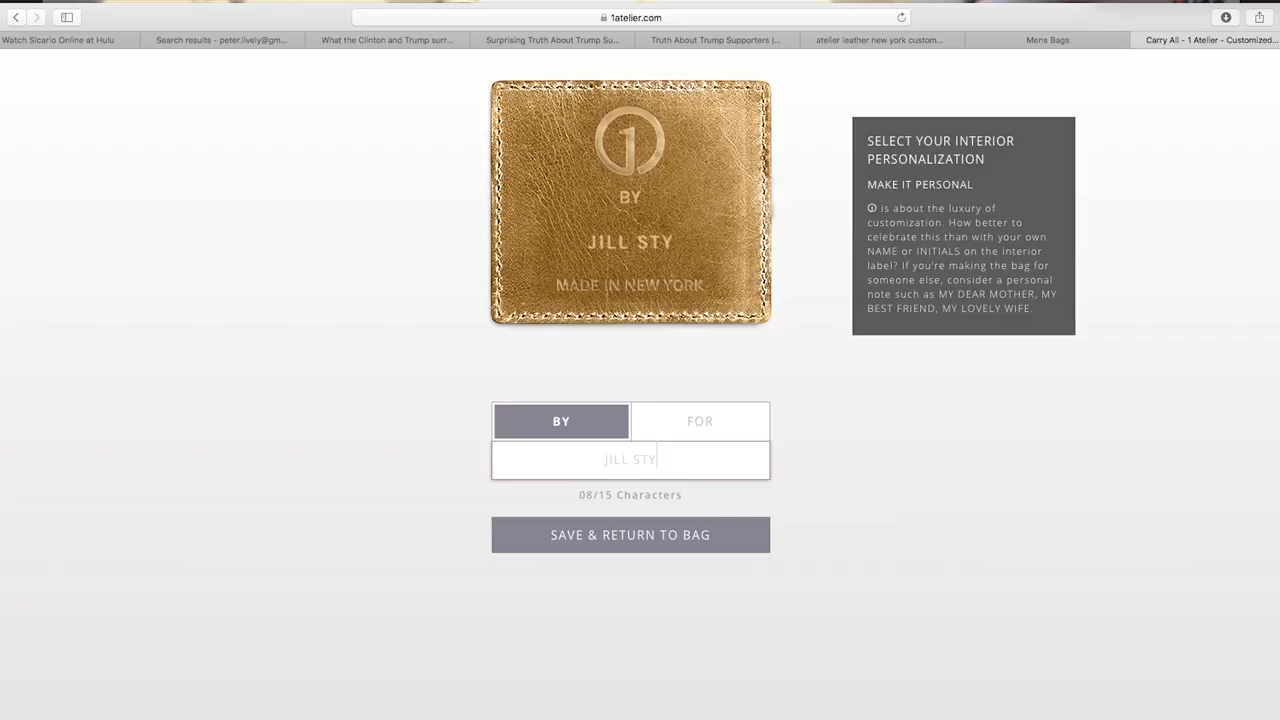 1atelier.com
Watch Sicario Online at Hulu
Search results - peter.lively@gm...
What the Clinton and Trump surr...
Surprising Truth About Trump Su...
Truth About Trump Supporters |...
atelier leather new york custom...
Mens Bags
Carry All - 1 Atelier - Customized...
1
BY
JILL STY
MADE IN NEW YORK
SELECT YOUR INTERIOR
PERSONALIZATION
MAKE IT PERSONAL
① is about the luxury of
customization. How better to
celebrate this than with your own
NAME or INITIALS on the interior
label? If you're making the bag for
someone else, consider a personal
note such as MY DEAR MOTHER, MY
BEST FRIEND, MY LOVELY WIFE.
BY
FOR
JILL STY
08/15 Characters
SAVE & RETURN TO BAG